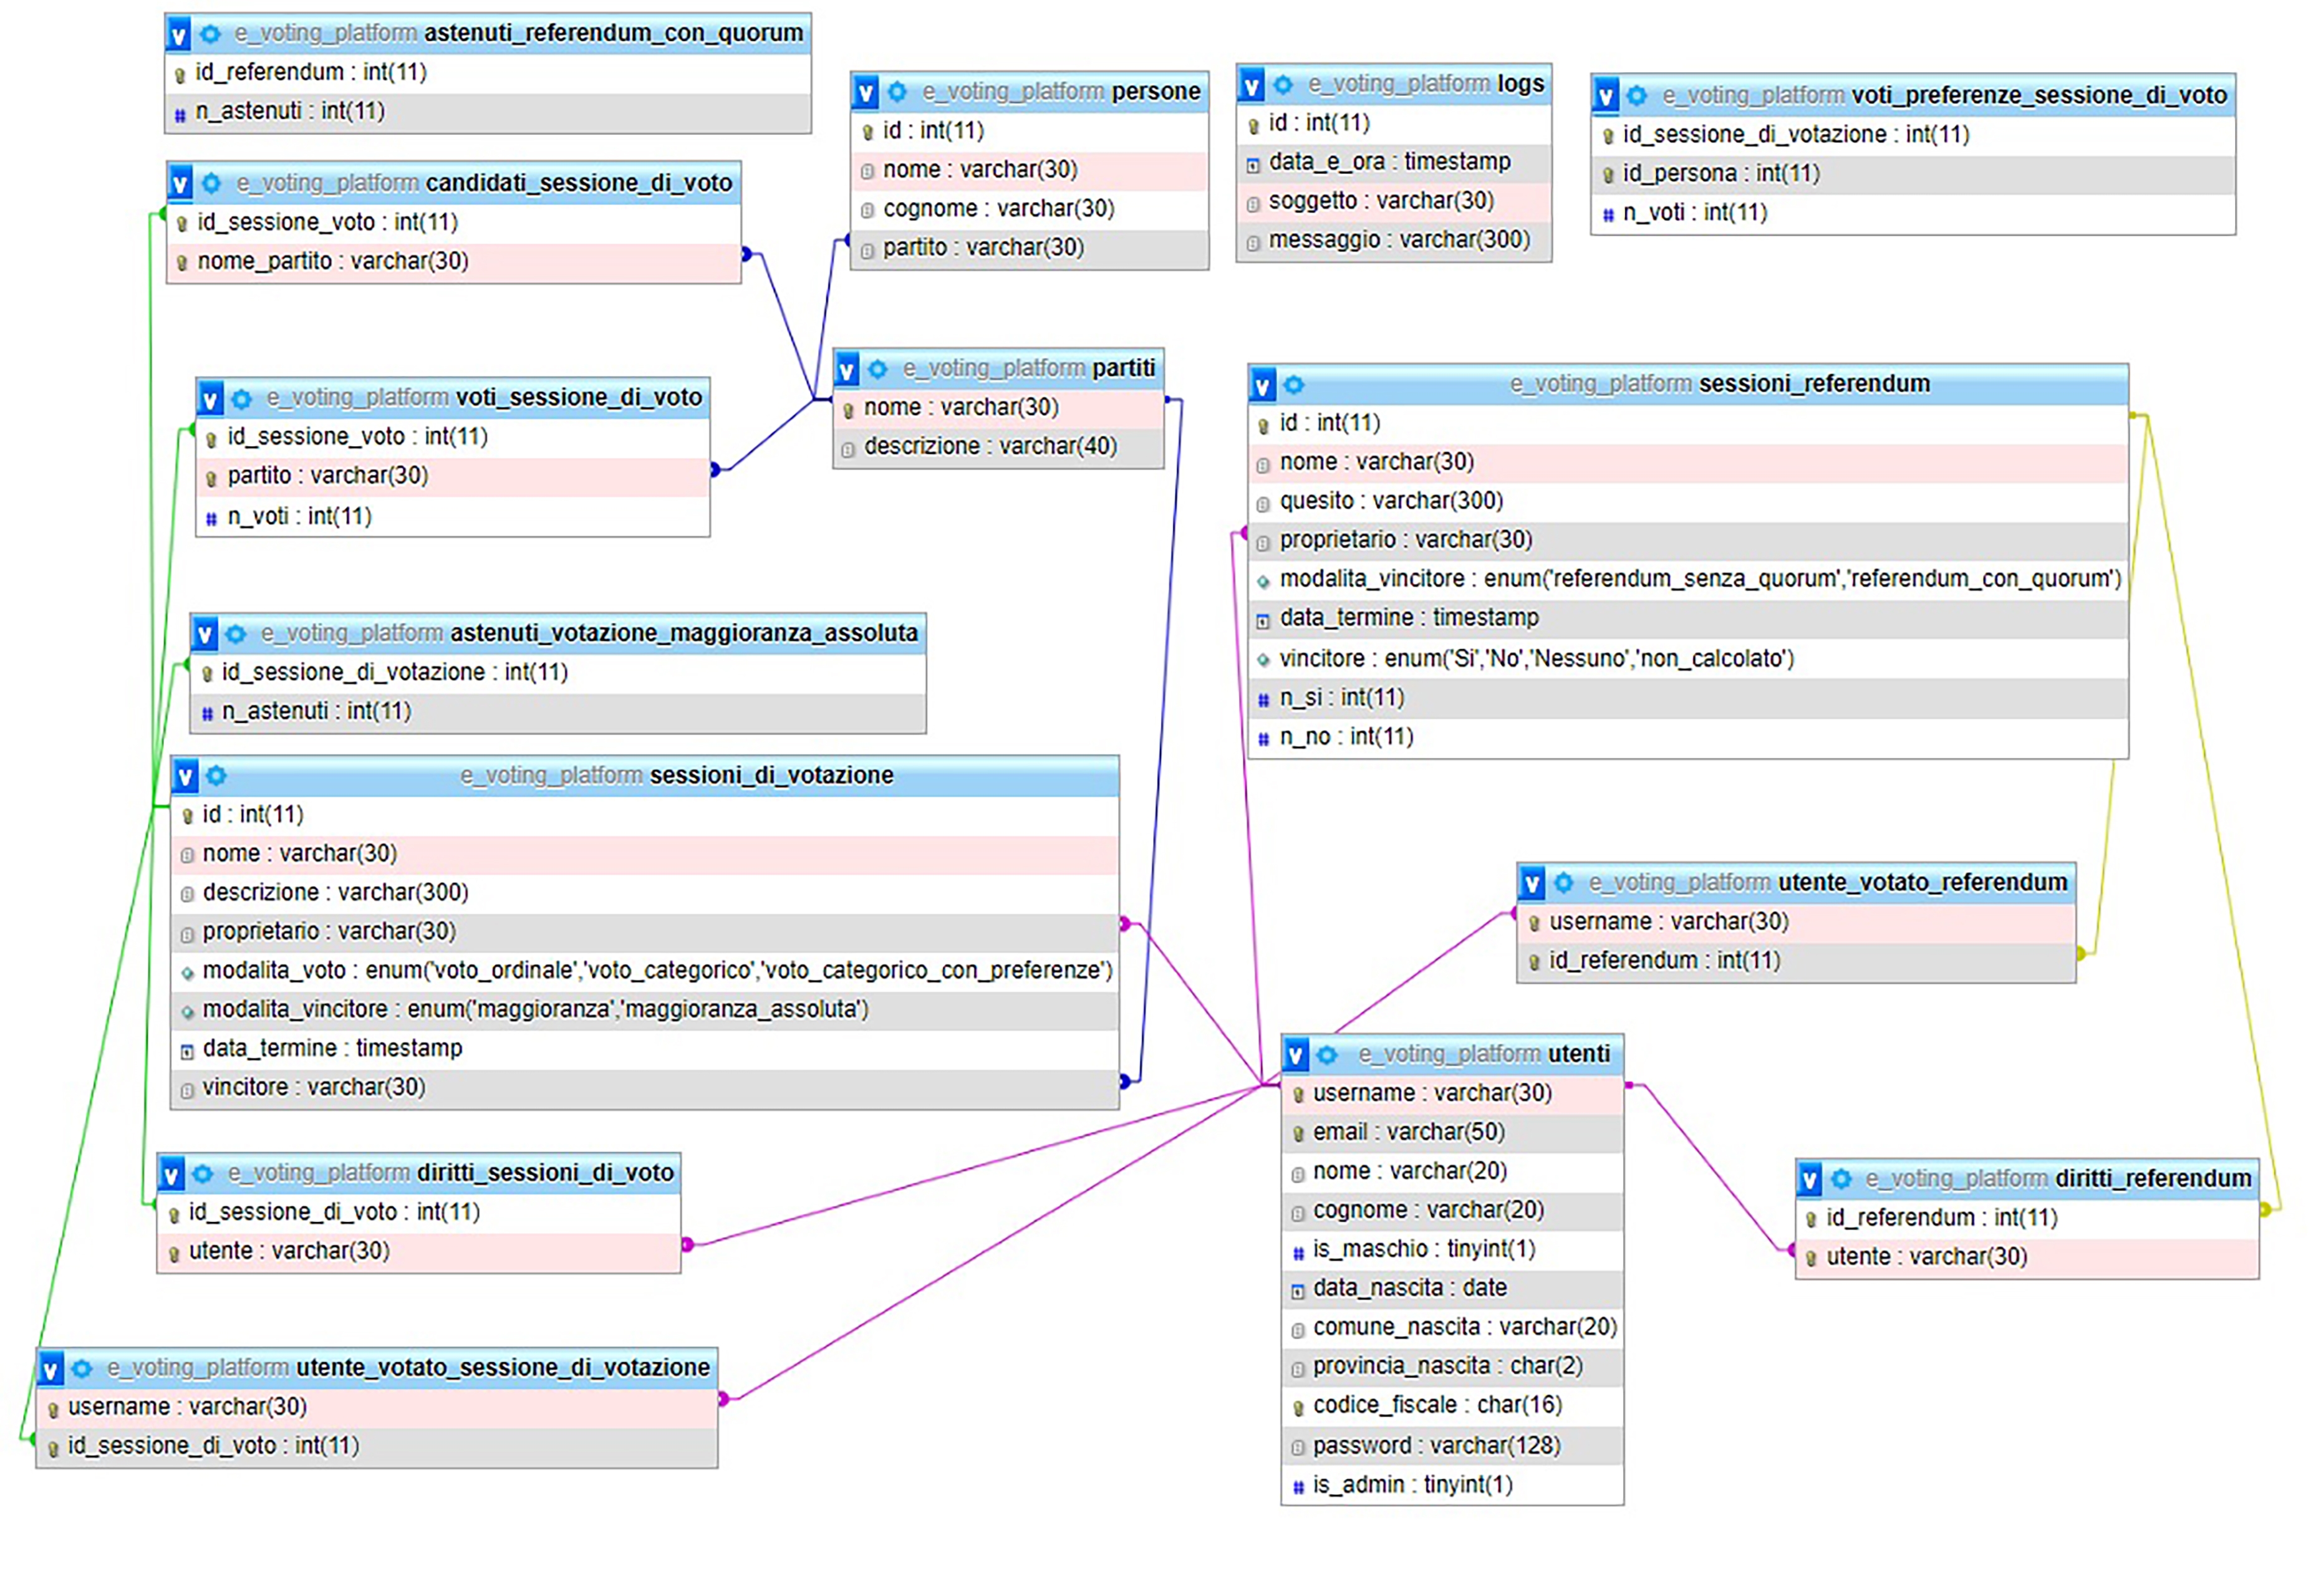 e_voting_platform astenuti_referendum_con_quorum
id_referendum : int(11)
n_astenuti : int(11)
e_voting_platform persone
id : int(11)
nome : varchar(30)
cognome : varchar(30)
partito : varchar(30)
e_voting_platform logs
id : int(11)
data_e_ora : timestamp
soggetto : varchar(30)
messaggio : varchar(300)
e_voting_platform voti_preferenze_sessione_di_voto
id_sessione_di_votazione : int(11)
id_persona : int(11)
n_voti : int(11)
e_voting_platform candidati_sessione_di_voto
id_sessione_voto : int(11)
nome_partito : varchar(30)
e_voting_platform partiti
nome : varchar(30)
descrizione : varchar(40)
e_voting_platform voti_sessione_di_voto
id_sessione_voto : int(11)
partito : varchar(30)
n_voti : int(11)
e_voting_platform sessioni_referendum
id : int(11)
nome : varchar(30)
quesito : varchar(300)
proprietario : varchar(30)
modalita_vincitore : enum('referendum_senza_quorum','referendum_con_quorum')
data_termine : timestamp
vincitore : enum('Si','No','Nessuno','non_calcolato')
n_si : int(11)
n_no : int(11)
e_voting_platform astenuti_votazione_maggioranza_assoluta
id_sessione_di_votazione : int(11)
n_astenuti : int(11)
e_voting_platform sessioni_di_votazione
id : int(11)
nome : varchar(30)
descrizione : varchar(300)
proprietario : varchar(30)
modalita_voto : enum('voto_ordinale','voto_categorico','voto_categorico_con_preferenze')
modalita_vincitore : enum('maggioranza','maggioranza_assoluta')
data_termine : timestamp
vincitore : varchar(30)
e_voting_platform utente_votato_referendum
username : varchar(30)
id_referendum : int(11)
e_voting_platform utenti
username : varchar(30)
email : varchar(50)
nome : varchar(20)
cognome : varchar(20)
is_maschio : tinyint(1)
data_nascita : date
comune_nascita : varchar(20)
provincia_nascita : char(2)
codice_fiscale : char(16)
password : varchar(128)
is_admin : tinyint(1)
e_voting_platform diritti_sessioni_di_voto
id_sessione_di_voto : int(11)
utente : varchar(30)
e_voting_platform diritti_referendum
id_referendum : int(11)
utente : varchar(30)
e_voting_platform utente_votato_sessione_di_votazione
username : varchar(30)
id_sessione_di_voto : int(11)